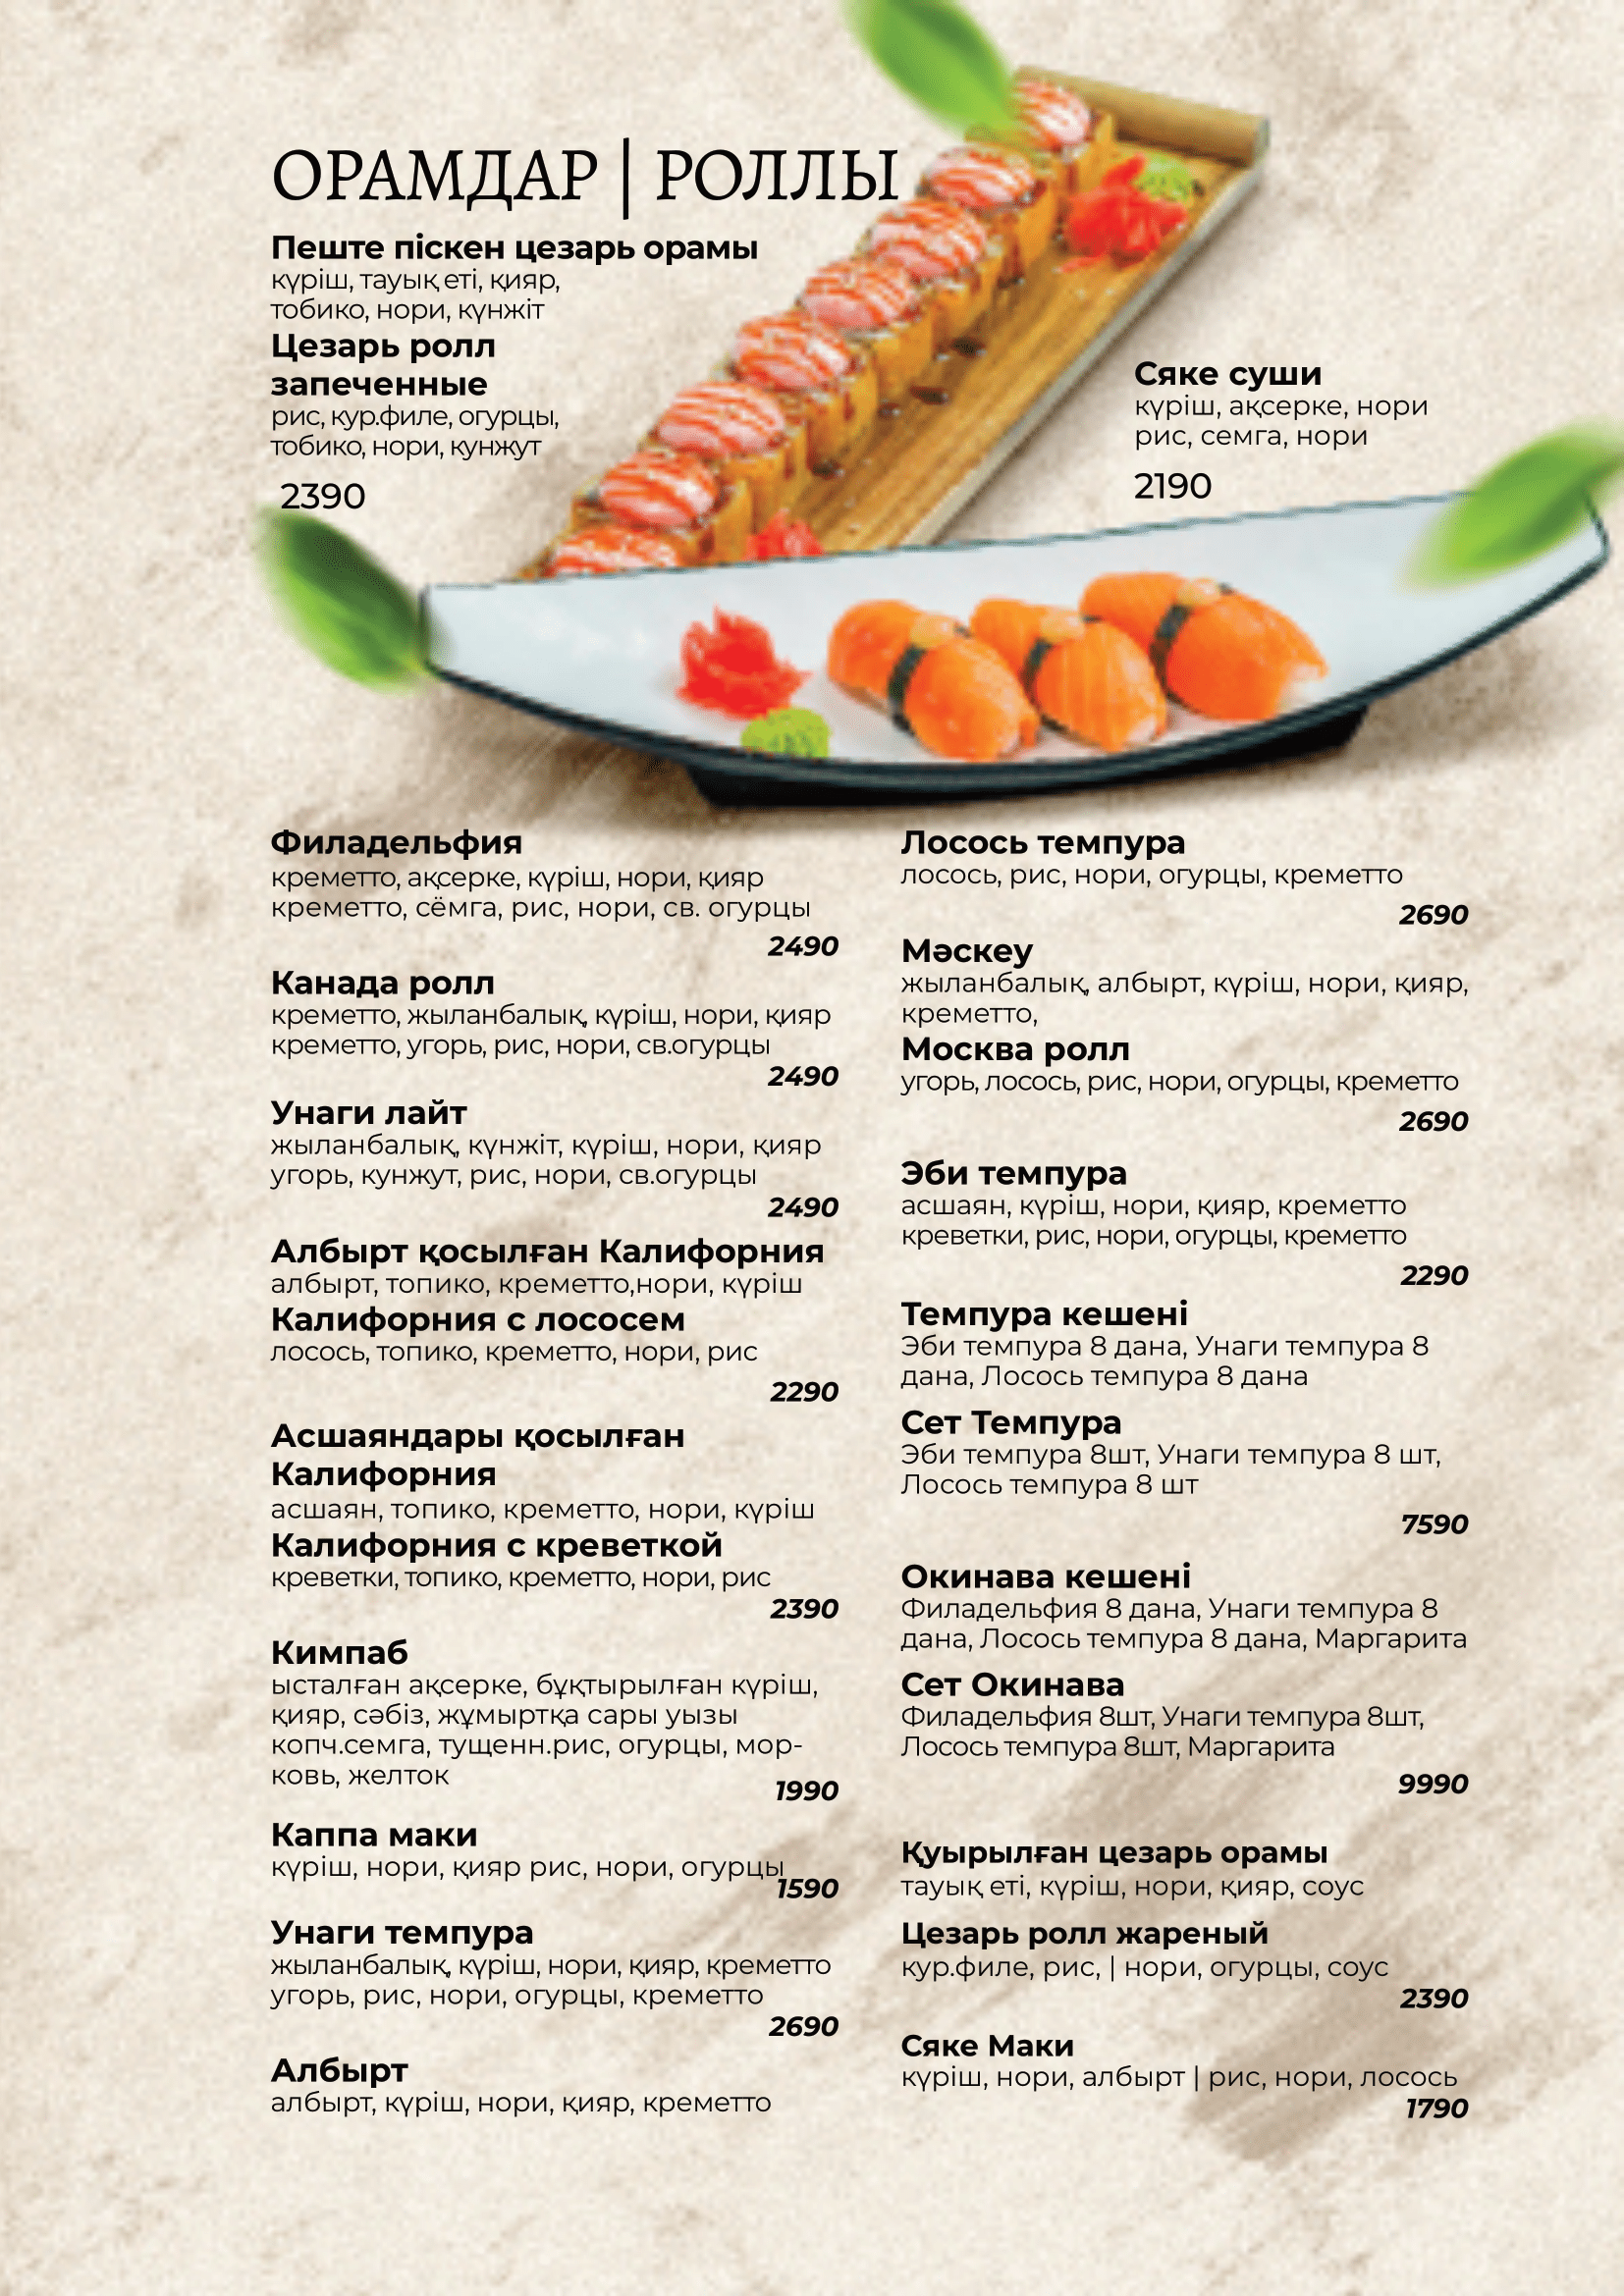 ОРАМДАР | РОЛЛЫ
Пеште піскен цезарь орамы
күріш, тауық еті, қияр,
тобико, нори, күнжіт
Цезарь ролл
запеченные
рис, кур.филе, огурцы,
тобико, нори, кунжут
2390
Сяке суши
күріш, ақсерке, нори
рис, семга, нори
2190
Филадельфия
креметто, ақсерке, күріш, нори, қияр
креметто, сёмга, рис, нори, св. огурцы
2490
Канада ролл
креметто, жыланбалық, күріш, нори, қияр
креметто, угорь, рис, нори, св.огурцы
2490
Унаги лайт
жыланбалық, күнжіт, күріш, нори, қияр
угорь, кунжут, рис, нори, св.огурцы
2490
Албырт қосылған Калифорния
албырт, топико, креметто,нори, күріш
Калифорния с лососем
лосось, топико, креметто, нори, рис
2290
Асшаяндары қосылған
Калифорния
асшаян, топико, креметто, нори, күріш
Калифорния с креветкой
креветки, топико, креметто, нори, рис
2390
Кимпаб
ысталған ақсерке, бұқтырылған күріш,
қияр, сәбіз, жұмыртқа сары уызы
копч.семга, тущенн.рис, огурцы, мор-
ковь, желток
1990
Каппа маки
күріш, нори, қияр рис, нори, огурцы
1590
Унаги темпура
жыланбалық, күріш, нори, қияр, креметто
угорь, рис, нори, огурцы, креметто
2690
Албырт
албырт, күріш, нори, қияр, креметто
Лосось темпура
лосось, рис, нори, огурцы, креметто
2690
Мәскеу
жыланбалық, албырт, күріш, нори, қияр,
креметто,
Москва ролл
угорь, лосось, рис, нори, огурцы, креметто
2690
Эби темпура
асшаян, күріш, нори, қияр, креметто
креветки, рис, нори, огурцы, креметто
2290
Темпура кешені
Эби темпура 8 дана, Унаги темпура 8
дана, Лосось темпура 8 дана
Сет Темпура
Эби темпура 8шт, Унаги темпура 8 шт,
Лосось темпура 8 шт
7590
Окинава кешені
Филадельфия 8 дана, Унаги темпура 8
дана, Лосось темпура 8 дана, Маргарита
Сет Окинава
Филадельфия 8шт, Унаги темпура 8шт,
Лосось темпура 8шт, Маргарита
9990
Қуырылған цезарь орамы
тауық еті, күріш, нори, қияр, соус
Цезарь ролл жареный
кур.филе, рис, | нори, огурцы, соус
2390
Сяке Маки
күріш, нори, албырт | рис, нори, лосось
1790